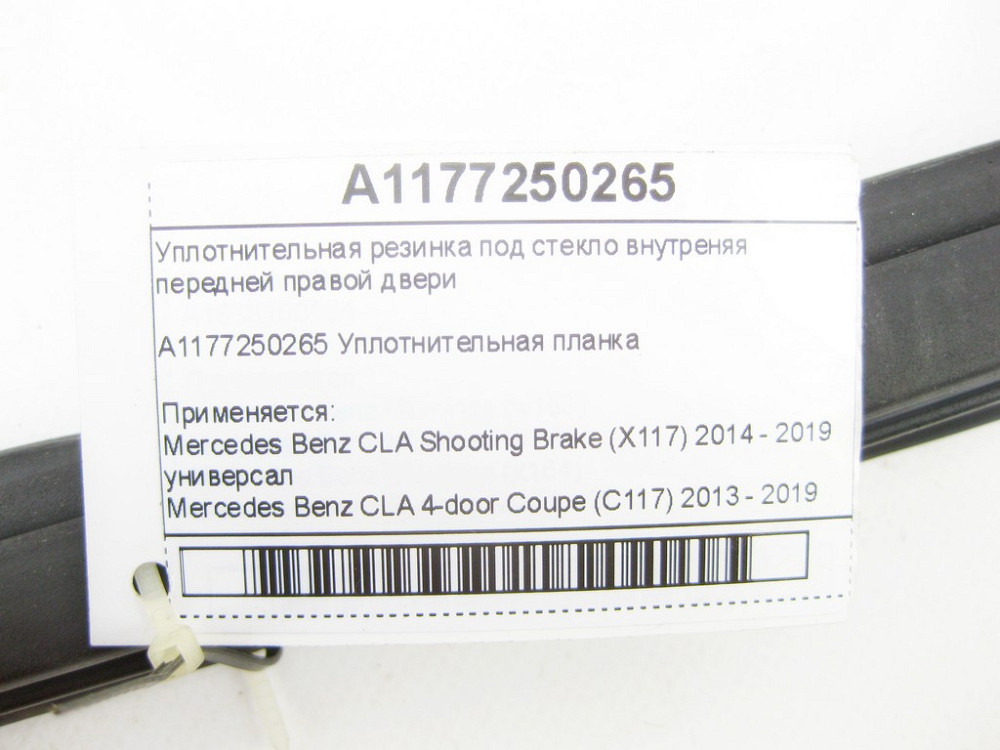 A1177250265
Уплотнительная резинка под стекло внутреняя
передней правой двери
A1177250265 Уплотнительная планка
Применяется:
Mercedes Benz CLA Shooting Brake (X117) 2014 - 2019
универсал
Mercedes Benz CLA 4-door Coupe (C117) 2013 - 2019